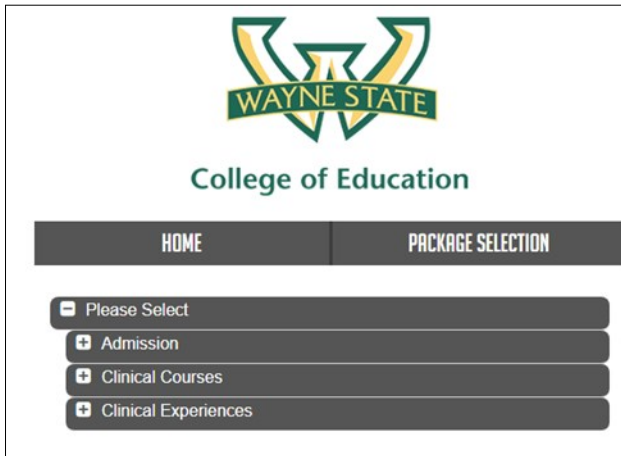 WAYNE STATE
College of Education
HOME PACKAGE SELECTION
Please Select
Admission
Clinical Courses
Clinical Experiences